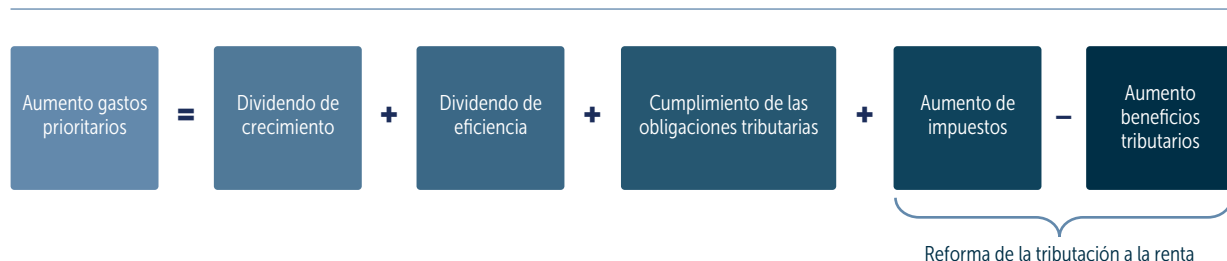 Aumento gastos
prioritarios
=
Dividendo de
crecimiento
+
Dividendo de
eficiencia
+
Cumplimiento de las
obligaciones tributarias
+
Aumento de
impuestos
–
Aumento
beneficios
tributarios
Reforma de la tributación a la renta